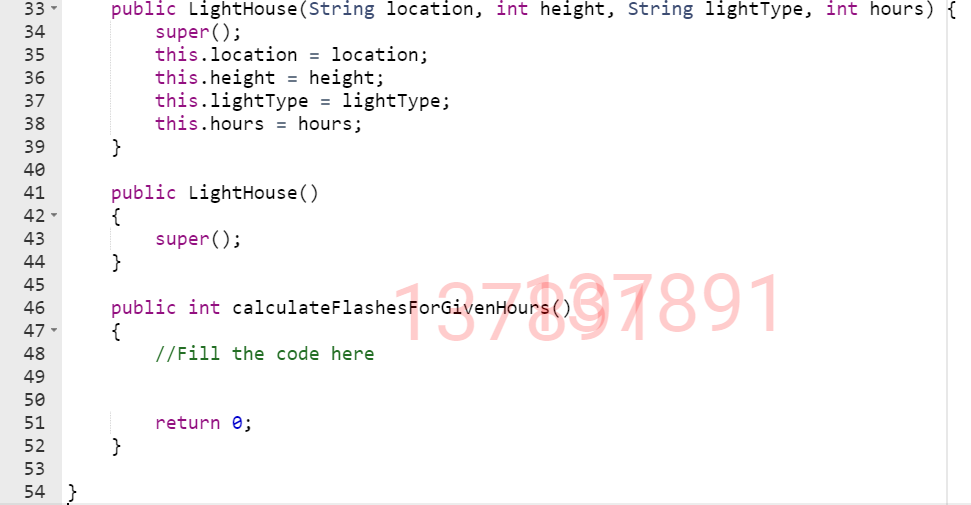 33 public LightHouse(String location, int height, String lightType, int hours) {
34 super();
35 this.location = location;
36 this.height = height;
37 this.lightType = lightType;
38 this.hours = hours;
39 }
40
41 public LightHouse()
42 {
43 super();
44 }
45
46 public int calculateFlashesForGivenHours()
47 {
48 //Fill the code here
49
50
51 return 0;
52 }
53
54 }
1378911
137891